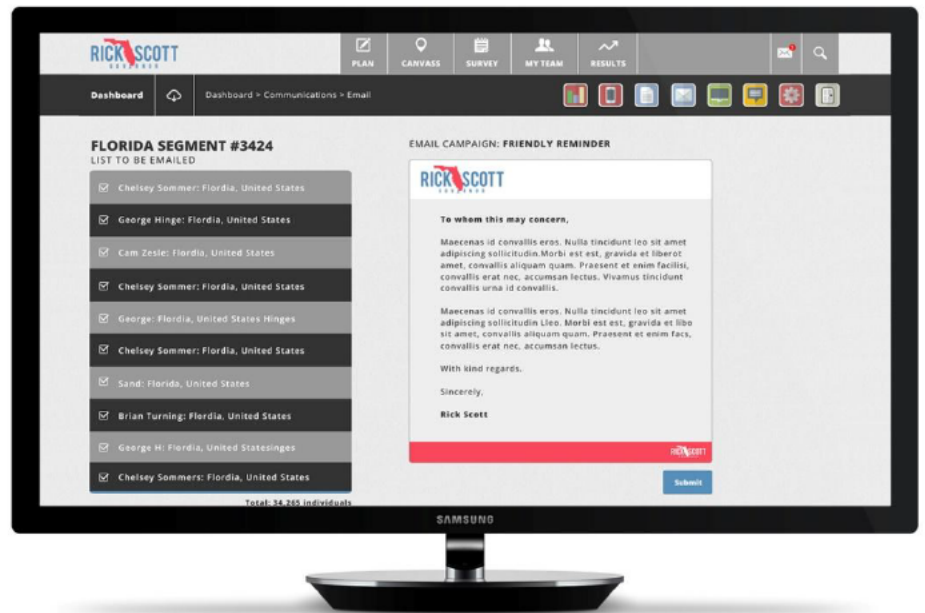 RICK SCOTT
GOVERNOR
PLAN
CANVASS
SURVEY
MY TEAM
RESULTS
Dashboard
Dashboard > Communications > Email
FLORIDA SEGMENT #3424
LIST TO BE EMAILED
Chelsey Sommer: Flordia, United States
George Hinge: Flordia, United States
Cam Zesle: Flordia, United States
Chelsey Sommer: Flordia, United States
George: Flordia, United States Hinges
Chelsey Sommer: Flordia, United States
Sand: Florida, United States
Brian Turning: Flordia, United States
George H: Flordia, United Statesinges
Chelsey Sommers: Flordia, United States
Total: 34,265 individuals
EMAIL CAMPAIGN: FRIENDLY REMINDER
RICK SCOTT
GOVERNOR
To whom this may concern,
Maecenas id convallis eros. Nulla tincidunt leo sit amet
adipiscing sollicitudin.Morbi est est, gravida et liberot
amet, convallis aliquam quam. Praesent et enim facilisi,
convallis erat nec, accumsan lectus. Vivamus tincidunt
convallis urna id convallis.
Maecenas id convallis eros. Nulla tincidunt leo sit amet
adipiscing sollicitudin Lleo. Morbi est est, gravida et libo
sit amet, convallis aliquam quam. Praesent et enim facs,
convallis erat nec, accumsan lectus.
With kind regards.
Sincerely,
Rick Scott
RICK SCOTT
Submit
SAMSUNG